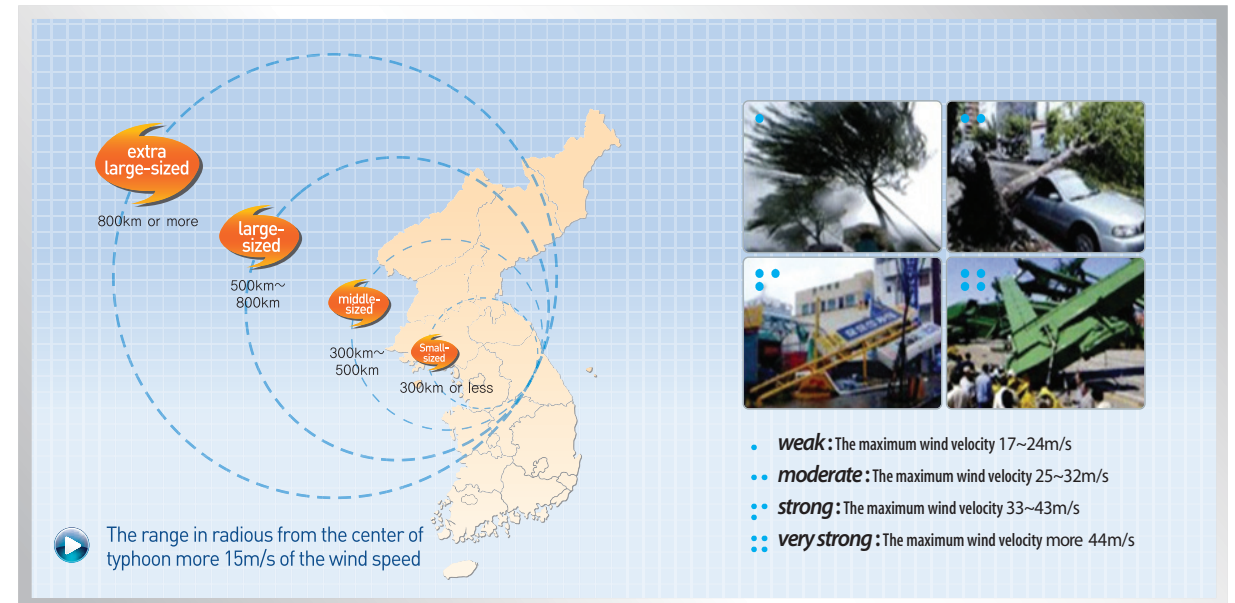 extra
large-sized
800km or more
large-
sized
500km~
800km
middle-
sized
300km~
500km
Small-
sized
300km or less
The range in radious from the center of
typhoon more 15m/s of the wind speed
weak : The maximum wind velocity 17~24m/s
moderate : The maximum wind velocity 25~32m/s
strong : The maximum wind velocity 33~43m/s
very strong : The maximum wind velocity more 44m/s